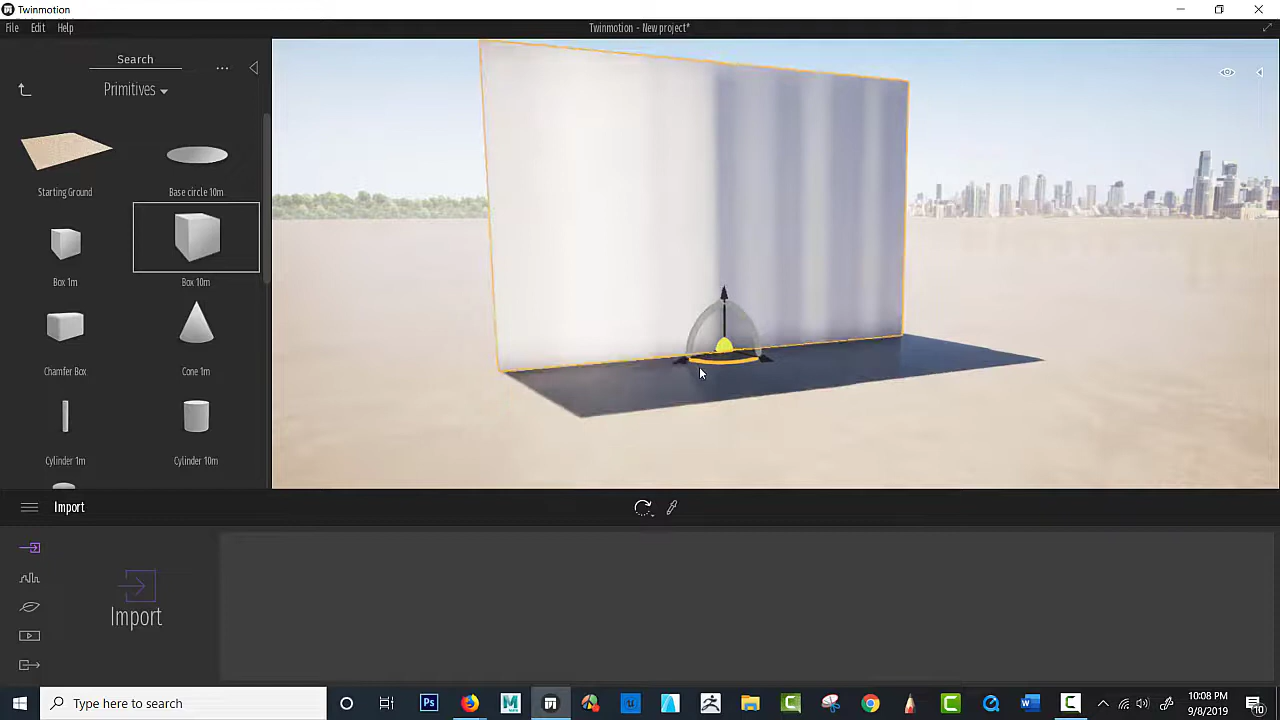 Twinmotion
File Edit Help
Twinmotion - New project*
Search
Primitives
Starting Ground
Base circle 10m
Box 1m
Box 10m
Chamfer Box
Cone 1m
Cylinder 1m
Cylinder 10m
Import
Import
Type here to search
10:08 PM
9/8/2019